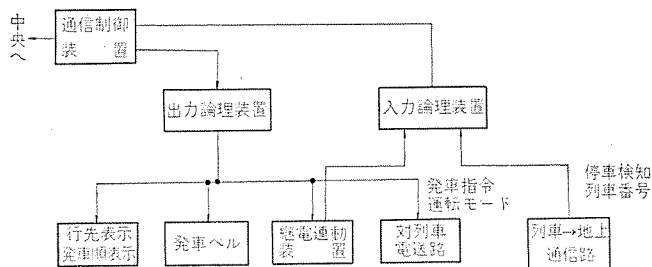 中央へ
通信制御
装置
出力論理装置
入力論理装置
発車指令
運転モード
停車検知
列車番号
行先表示
発車順表示
発車ベル
継電連動
装置
対列車
電送路
列車→地上
通信路